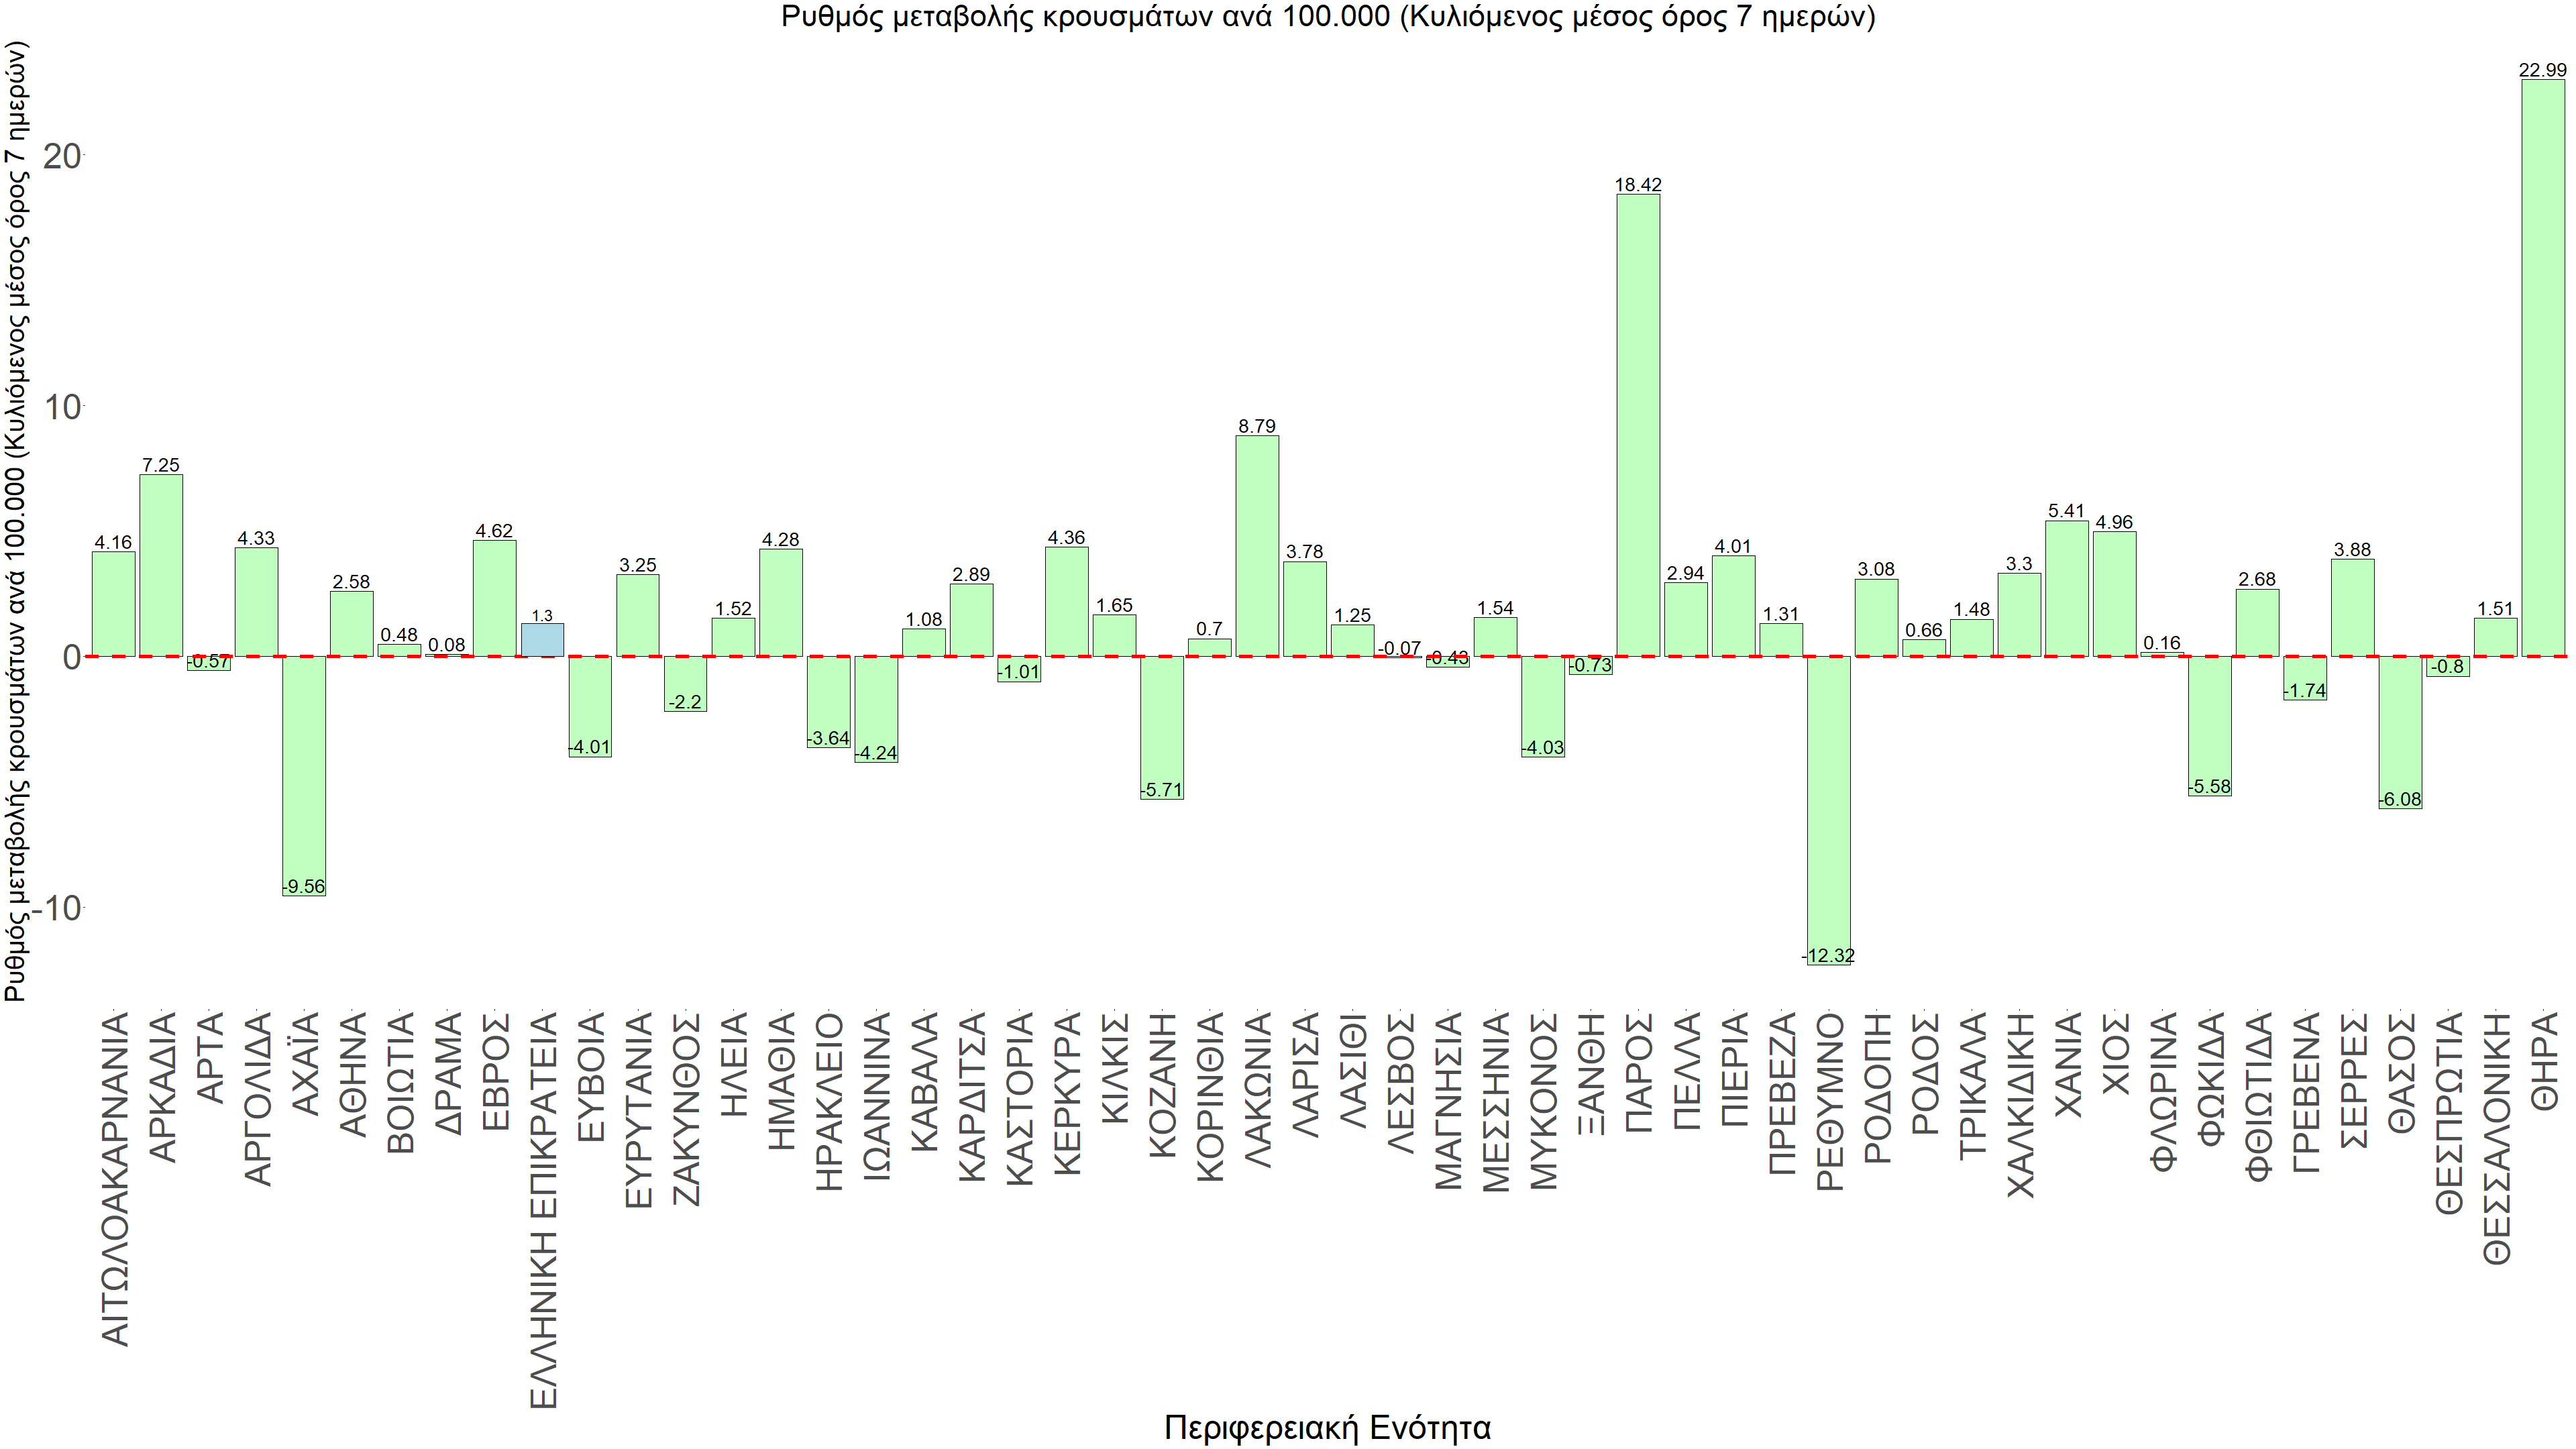 Ρυθμός μεταβολής κρουσμάτων ανά 100.000 (Κυλιόμενος μέσος όρος 7 ημερών)
Ρυθμός μεταβολής κρουσμάτων ανά 100.000 (Κυλιόμενος μέσος όρος 7 ημερών)
20
10
0
-10
4.16
7.25
-0.57
4.33
-9.56
2.58
0.48
0.08
4.62
1.3
-4.01
3.25
-2.2
1.52
4.28
-3.64
-4.24
1.08
2.89
-1.01
4.36
1.65
-5.71
0.7
8.79
3.78
1.25
-0.07
-0.43
1.54
-4.03
-0.73
18.42
2.94
4.01
1.31
-12.32
3.08
0.66
1.48
3.3
5.41
4.96
0.16
-5.58
2.68
-1.74
3.88
-6.08
-0.8
1.51
22.99
ΑΙΤΩΛΟΑΚΑΡΝΑΝΙΑ
ΑΡΚΑΔΙΑ
ΑΡΤΑ
ΑΡΓΟΛΙΔΑ
ΑΧΑΪΑ
ΑΘΗΝΑ
ΒΟΙΩΤΙΑ
ΔΡΑΜΑ
ΕΒΡΟΣ
ΕΛΛΗΝΙΚΗ ΕΠΙΚΡΑΤΕΙΑ
ΕΥΒΟΙΑ
ΕΥΡΥΤΑΝΙΑ
ΖΑΚΥΝΘΟΣ
ΗΛΕΙΑ
ΗΜΑΘΙΑ
ΗΡΑΚΛΕΙΟ
ΙΩΑΝΝΙΝΑ
ΚΑΒΑΛΑ
ΚΑΡΔΙΤΣΑ
ΚΑΣΤΟΡΙΑ
ΚΕΡΚΥΡΑ
ΚΙΛΚΙΣ
ΚΟΖΑΝΗ
ΚΟΡΙΝΘΙΑ
ΛΑΚΩΝΙΑ
ΛΑΡΙΣΑ
ΛΑΣΙΘΙ
ΛΕΣΒΟΣ
ΜΑΓΝΗΣΙΑ
ΜΕΣΣΗΝΙΑ
ΜΥΚΟΝΟΣ
ΞΑΝΘΗ
ΠΑΡΟΣ
ΠΕΛΛΑ
ΠΙΕΡΙΑ
ΠΡΕΒΕΖΑ
ΡΕΘΥΜΝΟ
ΡΟΔΟΠΗ
ΡΟΔΟΣ
ΤΡΙΚΑΛΑ
ΧΑΛΚΙΔΙΚΗ
ΧΑΝΙΑ
ΧΙΟΣ
ΦΛΩΡΙΝΑ
ΦΩΚΙΔΑ
ΦΘΙΩΤΙΔΑ
ΓΡΕΒΕΝΑ
ΣΕΡΡΕΣ
ΘΑΣΟΣ
ΘΕΣΠΡΩΤΙΑ
ΘΕΣΣΑΛΟΝΙΚΗ
ΘΗΡΑ
Περιφερειακή Ενότητα